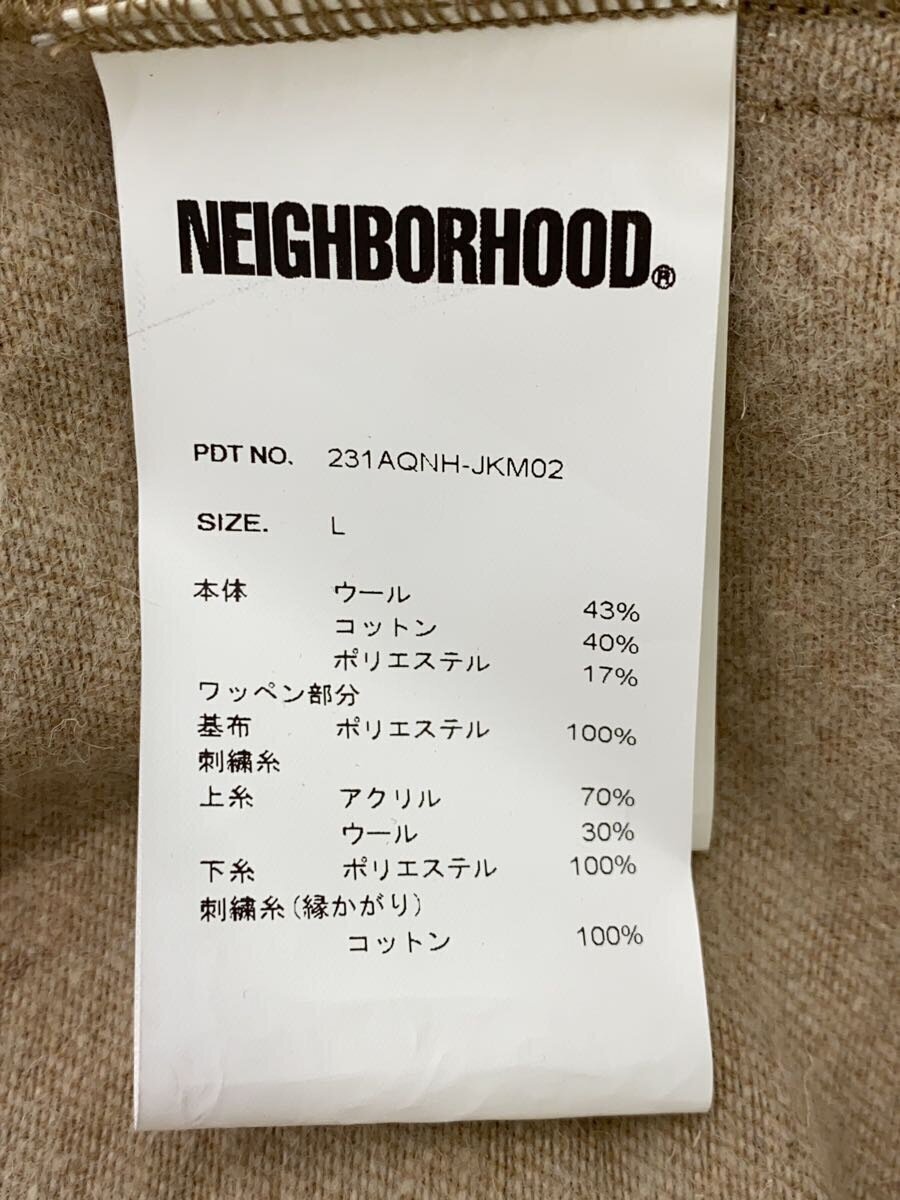 NEIGHBORHOOD®
PDT NO. 231AQNH-JKM02
SIZE. L
本体 ウール 43%
コットン 40%
ポリエステル 17%
ワッペン部分
基布 ポリエステル 100%
刺繍糸
上糸 アクリル 70%
ウール 30%
下糸 ポリエステル 100%
刺繍糸(縁かがり)
コットン 100%